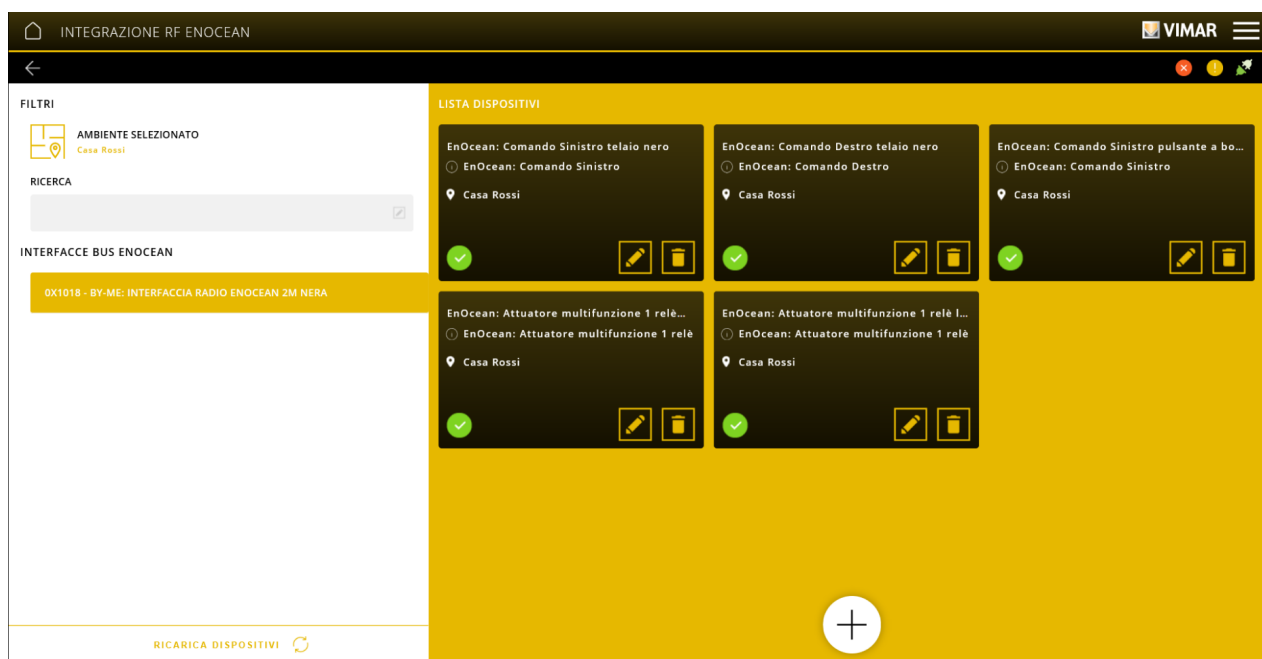 INTEGRAZIONE RF ENOCEAN
VIMAR
FILTRI
AMBIENTE SELEZIONATO
Casa Rossi
RICERCA
INTERFACCE BUS ENOCEAN
0X1018 - BY-ME: INTERFACCIA RADIO ENOCEAN 2M NERA
RICARICA DISPOSITIVI
LISTA DISPOSITIVI
EnOcean: Comando Sinistro telaio nero
EnOcean: Comando Sinistro
Casa Rossi
EnOcean: Comando Destro telaio nero
EnOcean: Comando Destro
Casa Rossi
EnOcean: Comando Sinistro pulsante a bo...
EnOcean: Comando Sinistro
Casa Rossi
EnOcean: Attuatore multifunzione 1 relè...
EnOcean: Attuatore multifunzione 1 relè
Casa Rossi
EnOcean: Attuatore multifunzione 1 relè l...
EnOcean: Attuatore multifunzione 1 relè
Casa Rossi